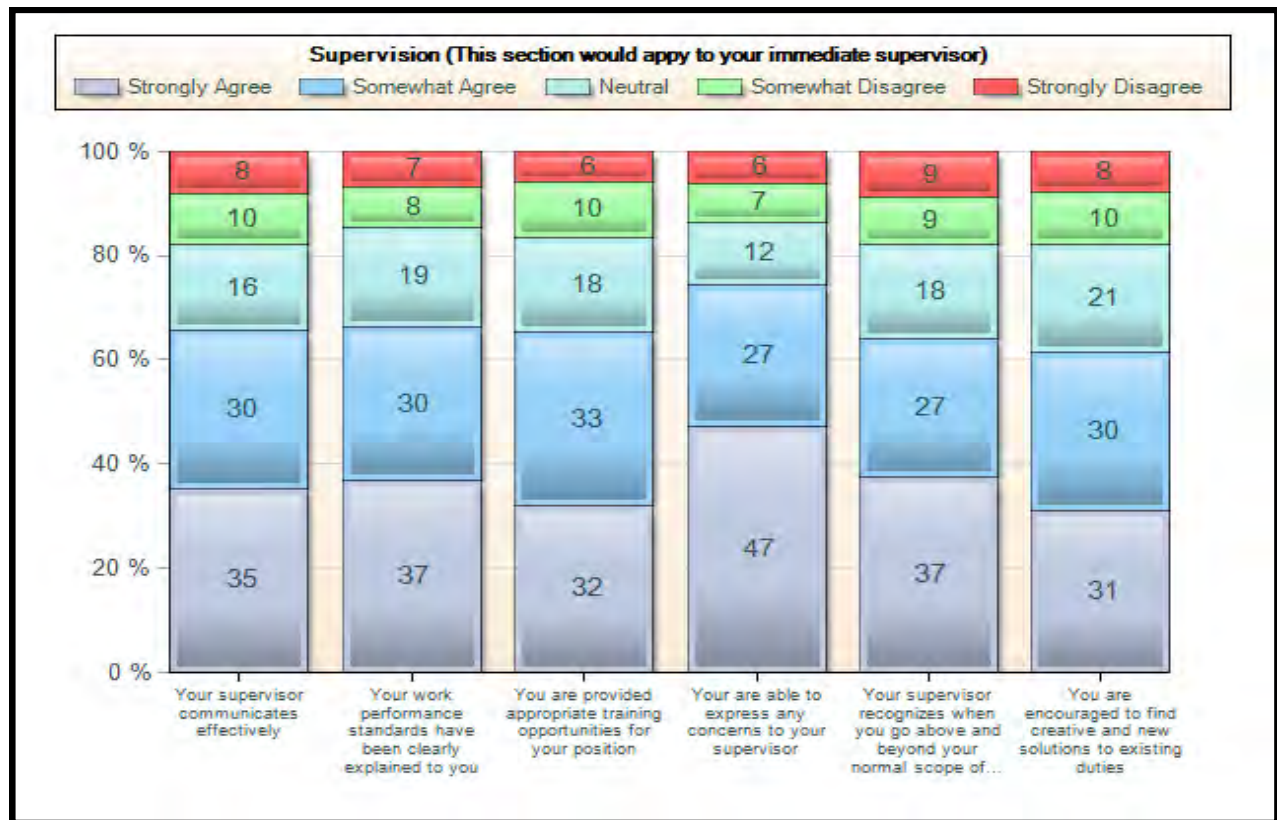 Supervision (This section would appy to your immediate supervisor)
Strongly Agree Somewhat Agree Neutral Somewhat Disagree Strongly Disagree
100 %
80 %
60 %
40 %
20 %
0 %
8 7 6 6 9 8
10 8 10 7 9 10
16 19 18 12 18 21
30 30 33 27 27 30
35 37 32 47 37 31
Your supervisor
communicates
effectively
Your work
performance
standards have
been clearly
explained to you
You are provided
appropriate training
opportunities for
your position
Your are able to
express any
concerns to your
supervisor
Your supervisor
recognizes when
you go above and
beyond your
normal scope of...
You are
encouraged to find
creative and new
solutions to existing
duties